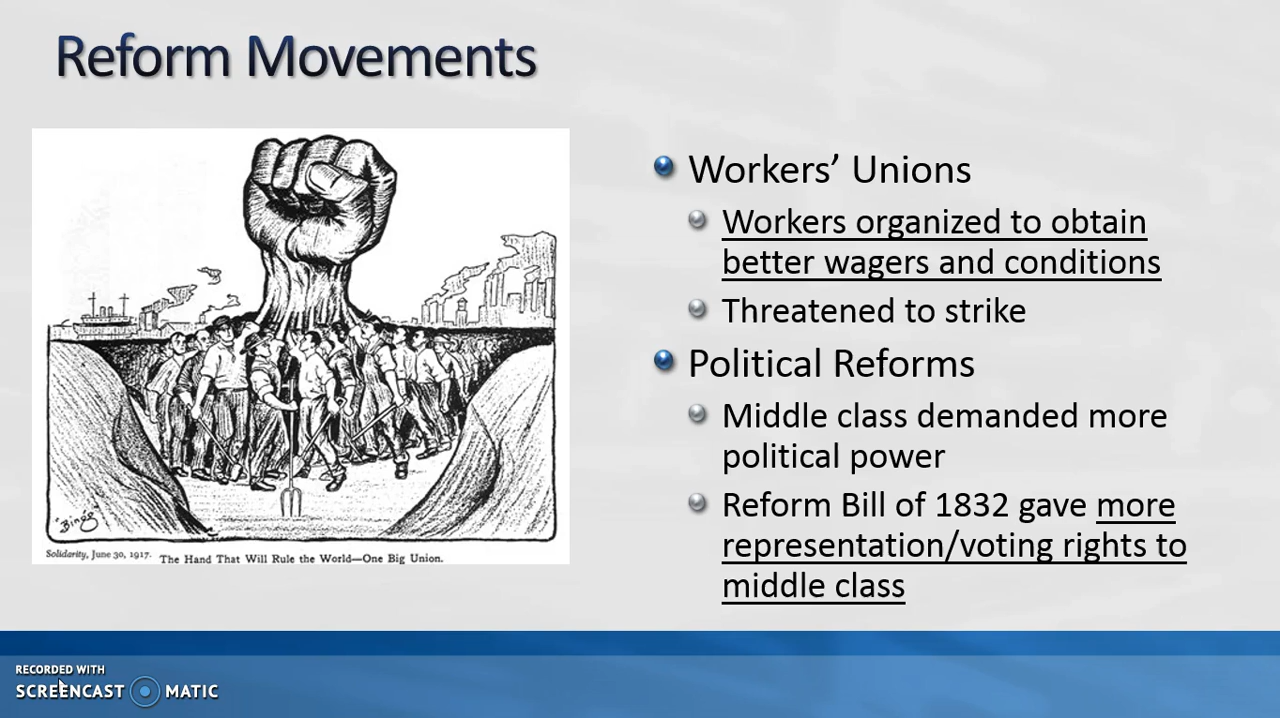 Reform Movements
Workers’ Unions
Workers organized to obtain
better wagers and conditions
Threatened to strike
Political Reforms
Middle class demanded more
political power
Reform Bill of 1832 gave more
representation/voting rights to
middle class
"Bingo"
Solidarity, June 30, 1917. The Hand That Will Rule the World—One Big Union.
RECORDED WITH
SCREENCAST MATIC